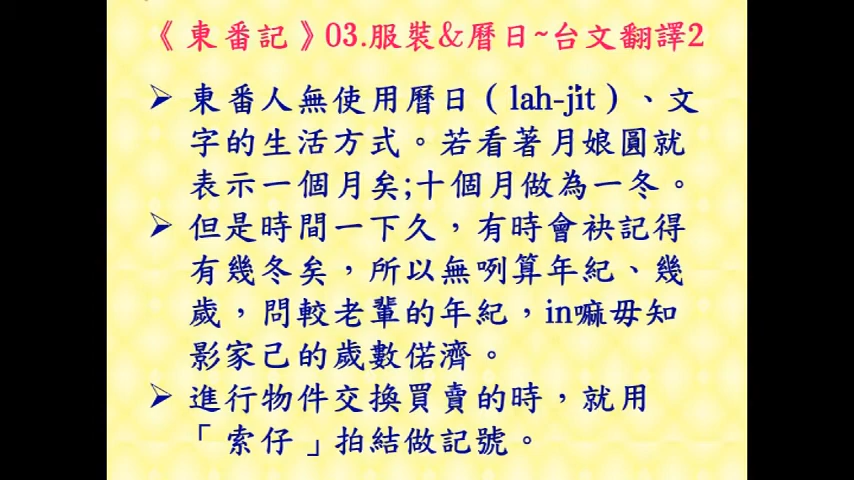 《東番記》03.服裝&曆日~台文翻譯2
➢ 東番人無使用曆日（lah-ji̍t）、文
字的生活方式。若看著月娘圓就
表示一個月矣;十個月做為一冬。
➢ 但是時間一下久，有時會袂記得
有幾冬矣，所以無咧算年紀、幾
歲，問較老輩的年紀，in嘛毋知
影家己的歲數偌濟。
➢ 進行物件交換買賣的時，就用
「索仔」拍結做記號。